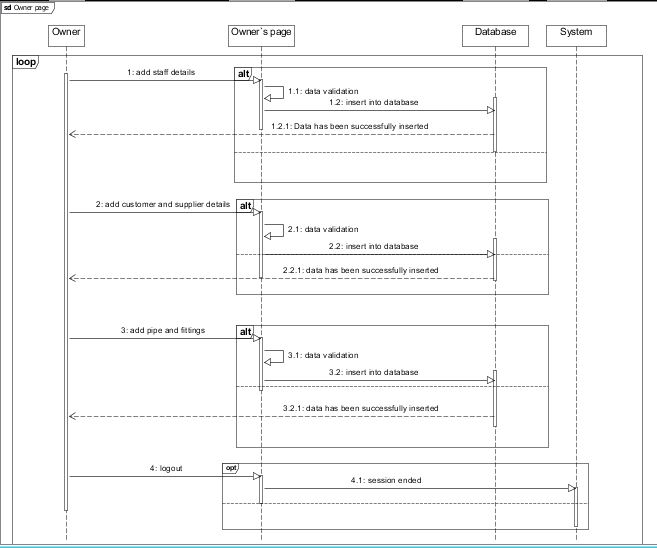 sd Owner page
Owner
Owner`s page
Database
System
loop
1: add staff details
alt
1.1: data validation
1.2: insert into database
1.2.1: Data has been successfully inserted
2: add customer and supplier details
alt
2.1: data validation
2.2: insert into database
2.2.1: data has been successfully inserted
3: add pipe and fittings
alt
3.1: data validation
3.2: insert into database
3.2.1: data has been successfully inserted
4: logout
opt
4.1: session ended